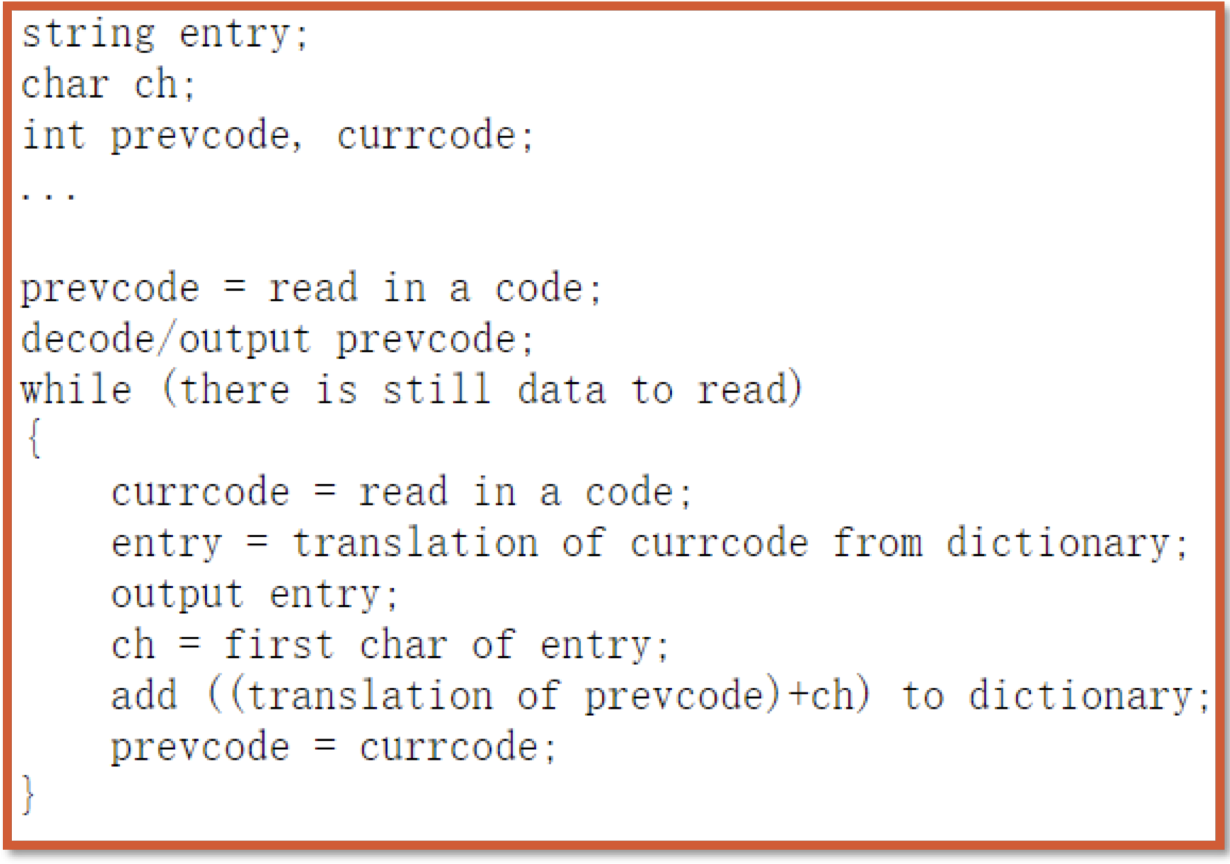 string entry;
char ch;
int prevcode, currcode;
...
prevcode = read in a code;
decode/output prevcode;
while (there is still data to read)
{
currcode = read in a code;
entry = translation of currcode from dictionary;
output entry;
ch = first char of entry;
add ((translation of prevcode)+ch) to dictionary;
prevcode = currcode;
}